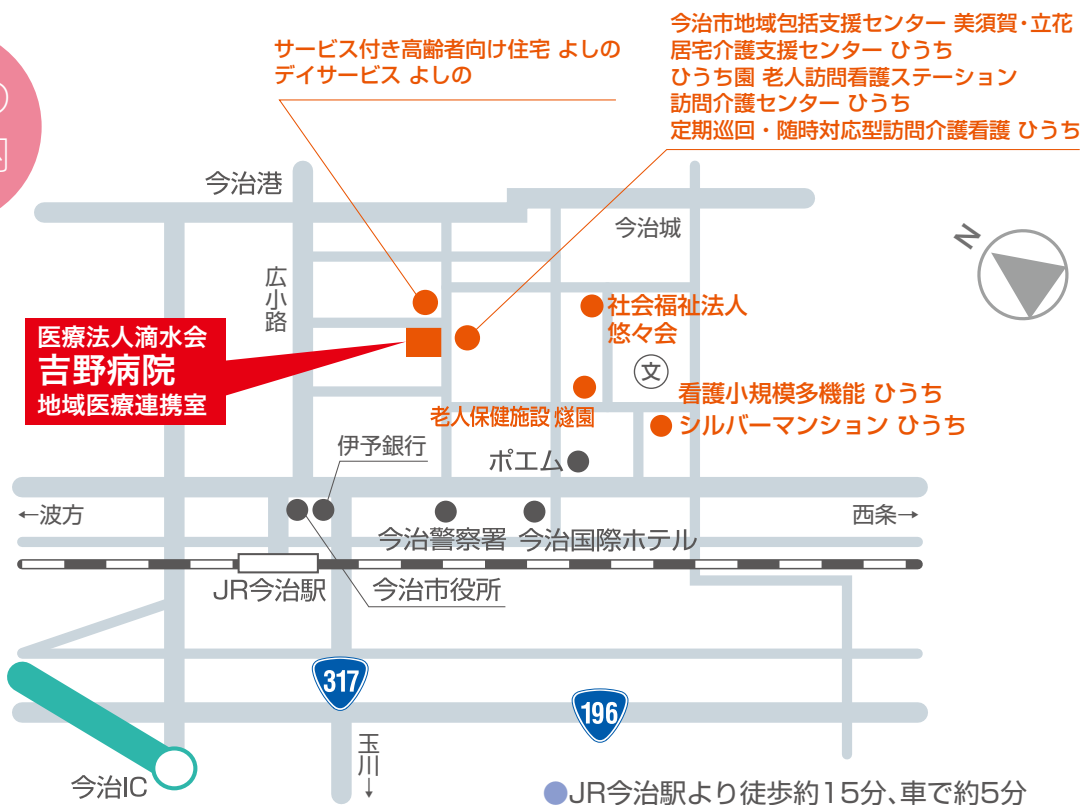 サービス付き高齢者向け住宅 よしの
デイサービス よしの
今治市地域包括支援センター 美須賀・立花
居宅介護支援センター ひうち
ひうち園 老人訪問看護ステーション
訪問介護センター ひうち
定期巡回・随時対応型訪問介護看護 ひうち
今治港
今治城
N
広小路
医療法人滴水会
吉野病院
地域医療連携室
社会福祉法人
悠々会
文
看護小規模多機能 ひうち
シルバーマンション ひうち
老人保健施設 燧園
伊予銀行
ポエム
←波方
西条→
今治警察署
今治国際ホテル
JR今治駅
今治市役所
317
196
玉川→
今治IC
●JR今治駅より徒歩約15分、車で約5分